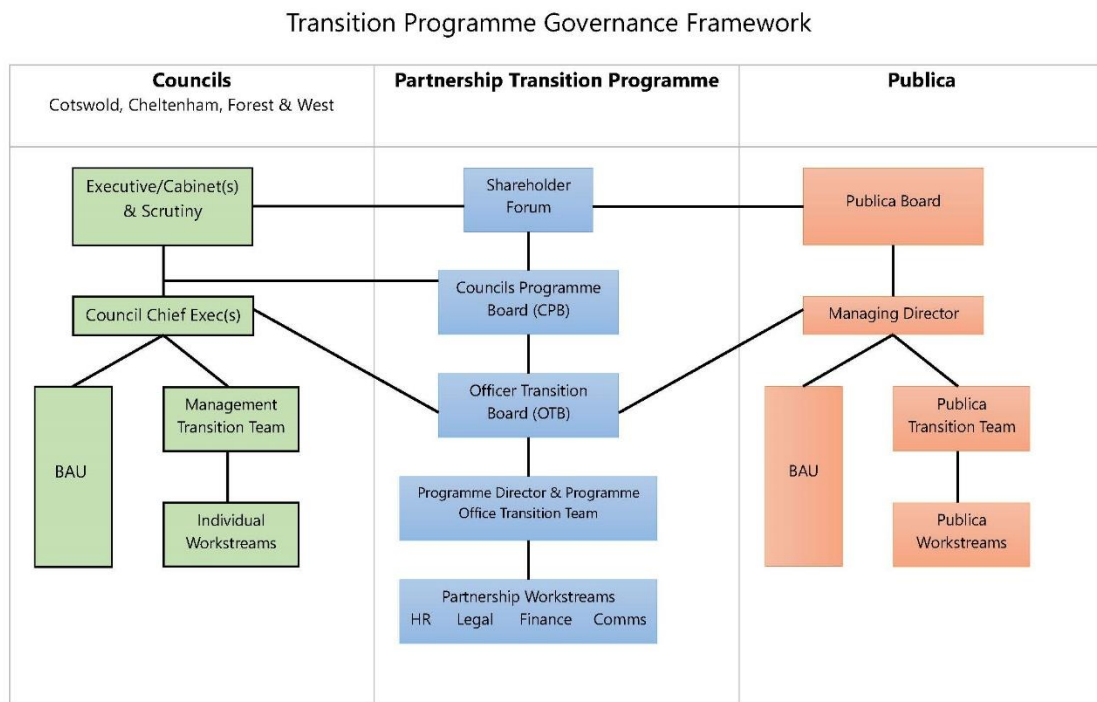 Transition Programme Governance Framework
Councils
Cotswold, Cheltenham, Forest & West
Partnership Transition Programme
Publica
Executive/Cabinet(s)
& Scrutiny
Shareholder
Forum
Publica Board
Councils Programme
Board (CPB)
Council Chief Exec(s)
Managing Director
Officer Transition
Board (OTB)
BAU
Management
Transition Team
BAU
Publica
Transition Team
Programme Director & Programme
Office Transition Team
Individual
Workstreams
Publica
Workstreams
Partnership Workstreams
HR Legal Finance Comms